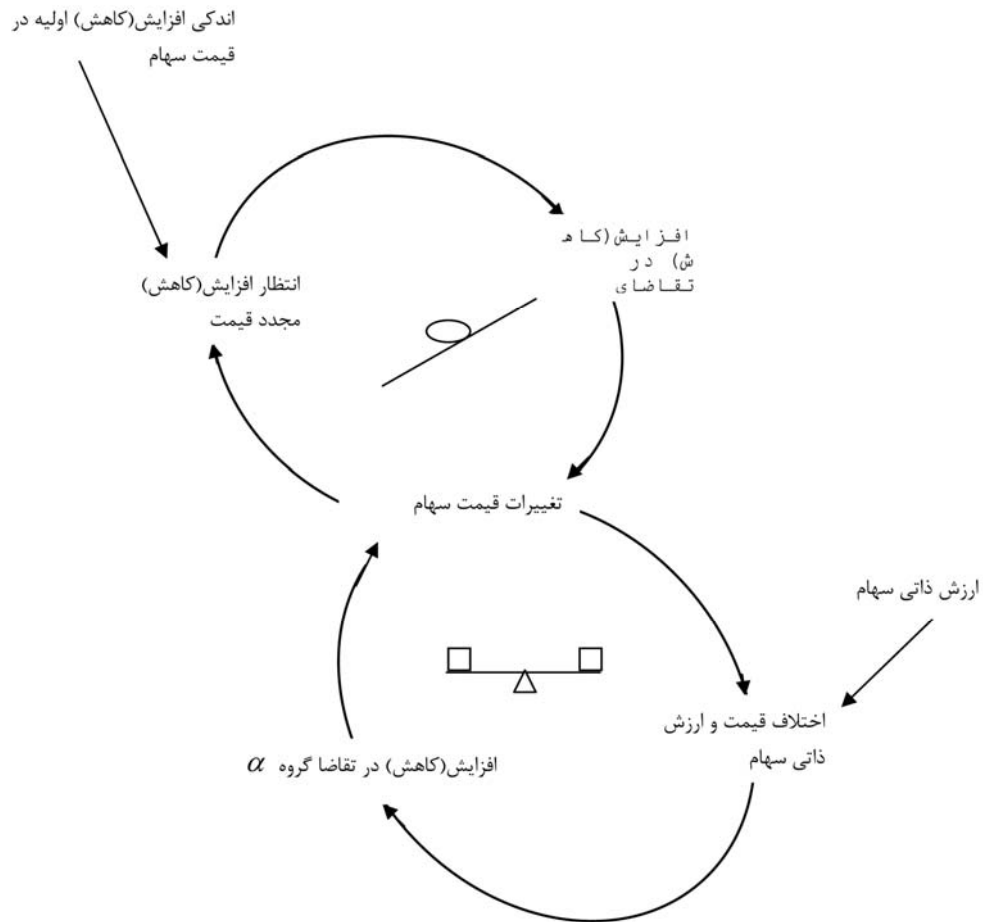 اندکی افزایش(کاهش) اولیه در
قیمت سهام
افزایش(کاه
ش) در
تقاضای
انتظار افزایش(کاهش)
مجدد قیمت
تغییرات قیمت سهام
ارزش ذاتی سهام
اختلاف قیمت و ارزش
ذاتی سهام
افزایش(کاهش) در تقاضا گروه α